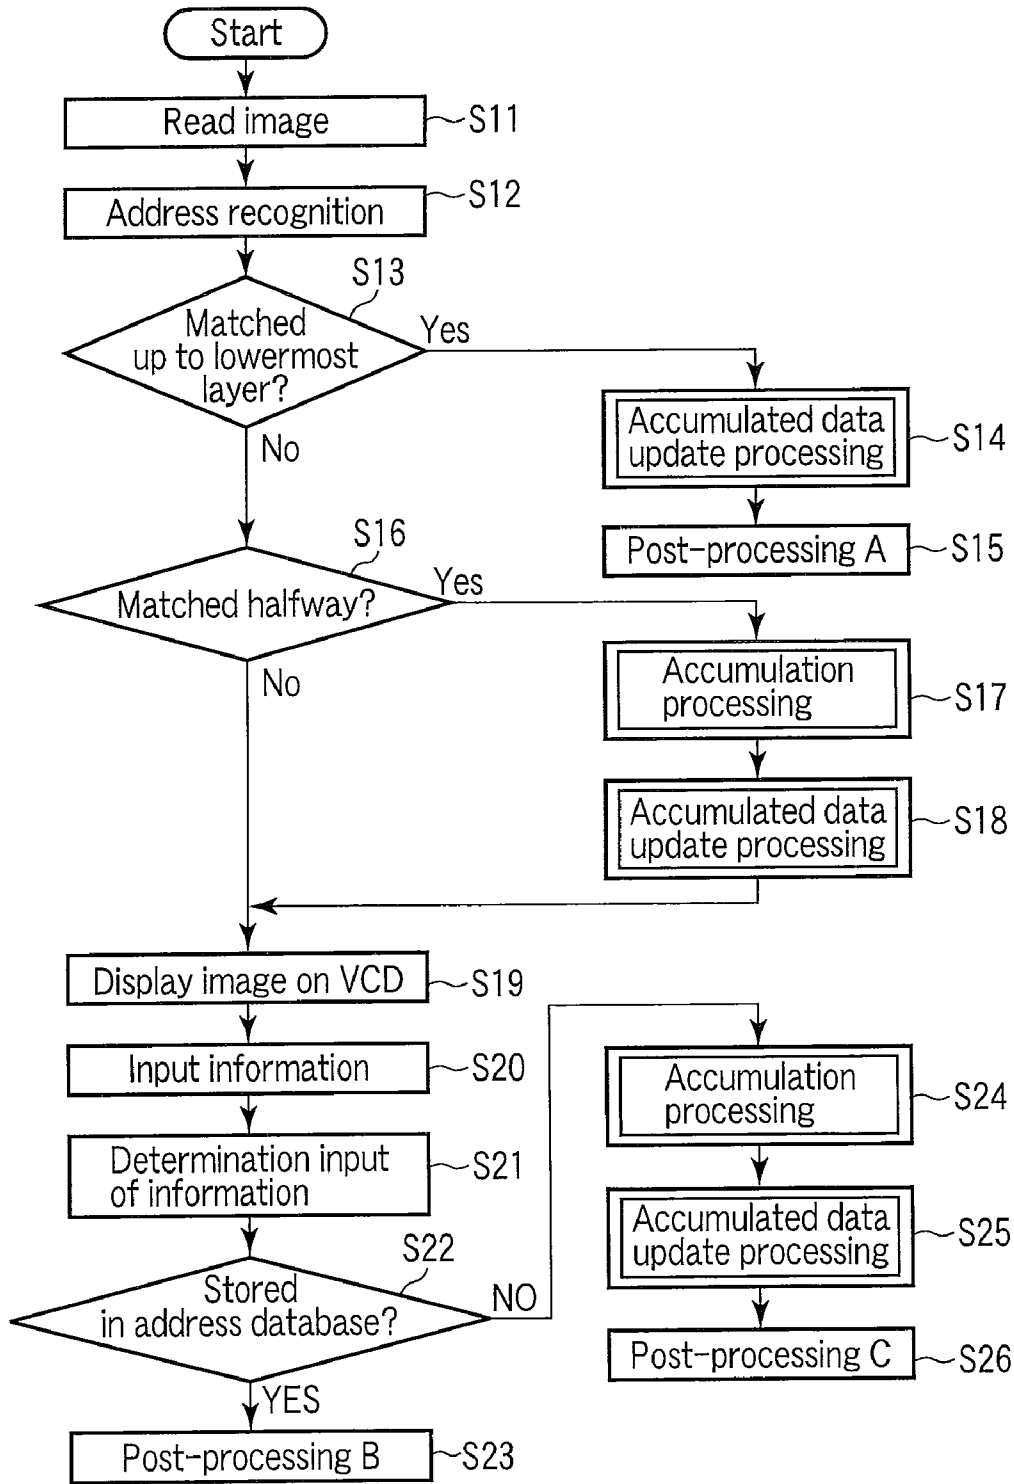 Start
Read image
S11
Address recognition
S12
S13
Matched
up to lowermost
layer?
Yes
No
Accumulated data
update processing
S14
Post-processing A
S15
S16
Matched halfway?
Yes
No
Accumulation
processing
S17
Accumulated data
update processing
S18
Display image on VCD
S19
Input information
S20
Determination input
of information
S21
S22
Stored
in address database?
NO
YES
Post-processing B
S23
Accumulation
processing
S24
Accumulated data
update processing
S25
Post-processing C
S26